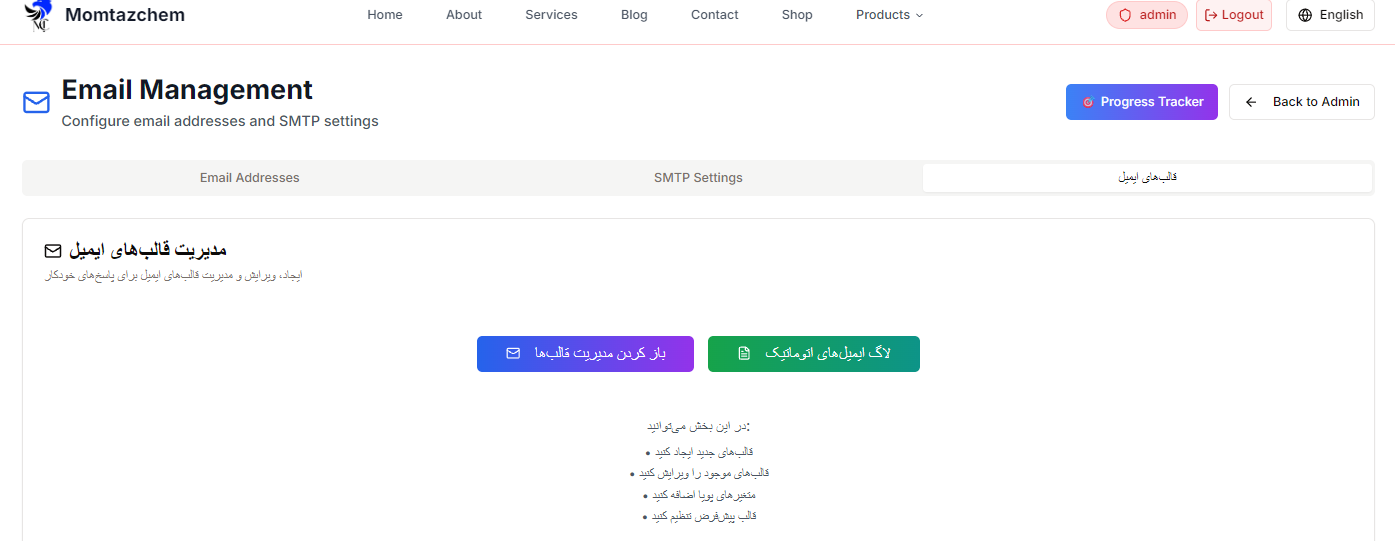 Momtazchem Home About Services Blog Contact Shop Products admin Logout English
Email Management
Configure email addresses and SMTP settings
Progress Tracker Back to Admin
Email Addresses SMTP Settings قالب‌های ایمیل
مدیریت قالب‌های ایمیل
ایجاد، ویرایش و مدیریت قالب‌های ایمیل برای پاسخ‌های خودکار
باز کردن مدیریت قالب‌ها لاگ ایمیل‌های اتوماتیک
در این بخش می‌توانید:
• قالب‌های جدید ایجاد کنید
• قالب‌های موجود را ویرایش کنید
• متغیرهای پویا اضافه کنید
• قالب پیش‌فرض تنظیم کنید